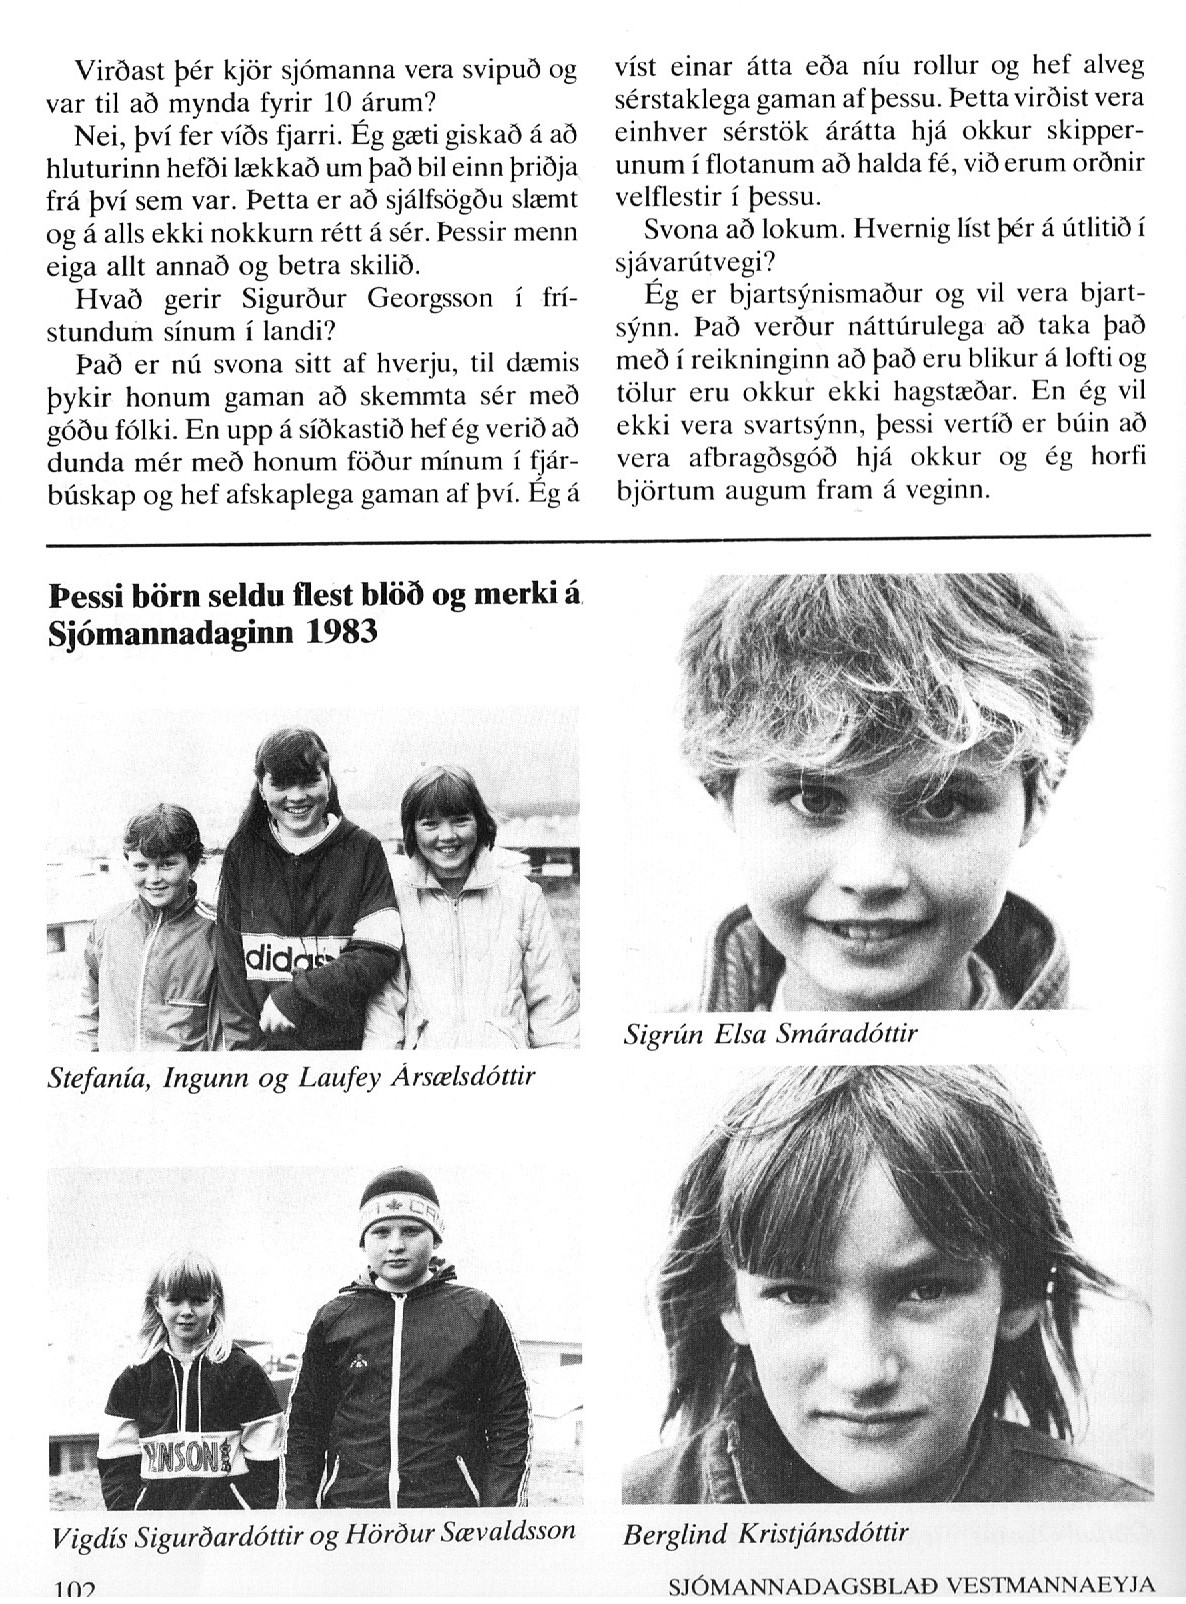 Virðast þér kjör sjómanna vera svipuð og
var til að mynda fyrir 10 árum?
Nei, því fer víðs fjarri. Ég gæti giskað á að
hluturinn hefði lækkað um það bil einn þriðja
frá því sem var. Þetta er að sjálfsögðu slæmt
og á alls ekki nokkurn rétt á sér. Þessir menn
eiga allt annað og betra skilið.
Hvað gerir Sigurður Georgsson í frí-
stundum sínum í landi?
Það er nú svona sitt af hverju, til dæmis
þykir honum gaman að skemmta sér með
góðu fólki. En upp á síðkastið hef ég verið að
dunda mér með honum föður mínum í fjár-
búskap og hef afskaplega gaman af því. Ég á
víst einar átta eða níu rollur og hef alveg
sérstaklega gaman af þessu. Þetta virðist vera
einhver sérstök árátta hjá okkur skipper-
unum í flotanum að halda fé, við erum orðnir
velflestir í þessu.
Svona að lokum. Hvernig líst þér á útlitið í
sjávarútvegi?
Ég er bjartsýnismaður og vil vera bjart-
sýnn. Það verður náttúrulega að taka það
með í reikninginn að það eru blikur á lofti og
tölur eru okkur ekki hagstæðar. En ég vil
ekki vera svartsýnn, þessi vertíð er búin að
vera afbragðsgóð hjá okkur og ég horfi
björtum augum fram á veginn.
Þessi börn seldu flest blöð og merki á
Sjómannadaginn 1983
didas
Stefanía, Ingunn og Laufey Ársælsdóttir
Sigrún Elsa Smáradóttir
CAN
YNSON
Vigdís Sigurðardóttir og Hörður Sævaldsson
Berglind Kristjánsdóttir
102
SJÓMANNADAGSBLAÐ VESTMANNAEYJA